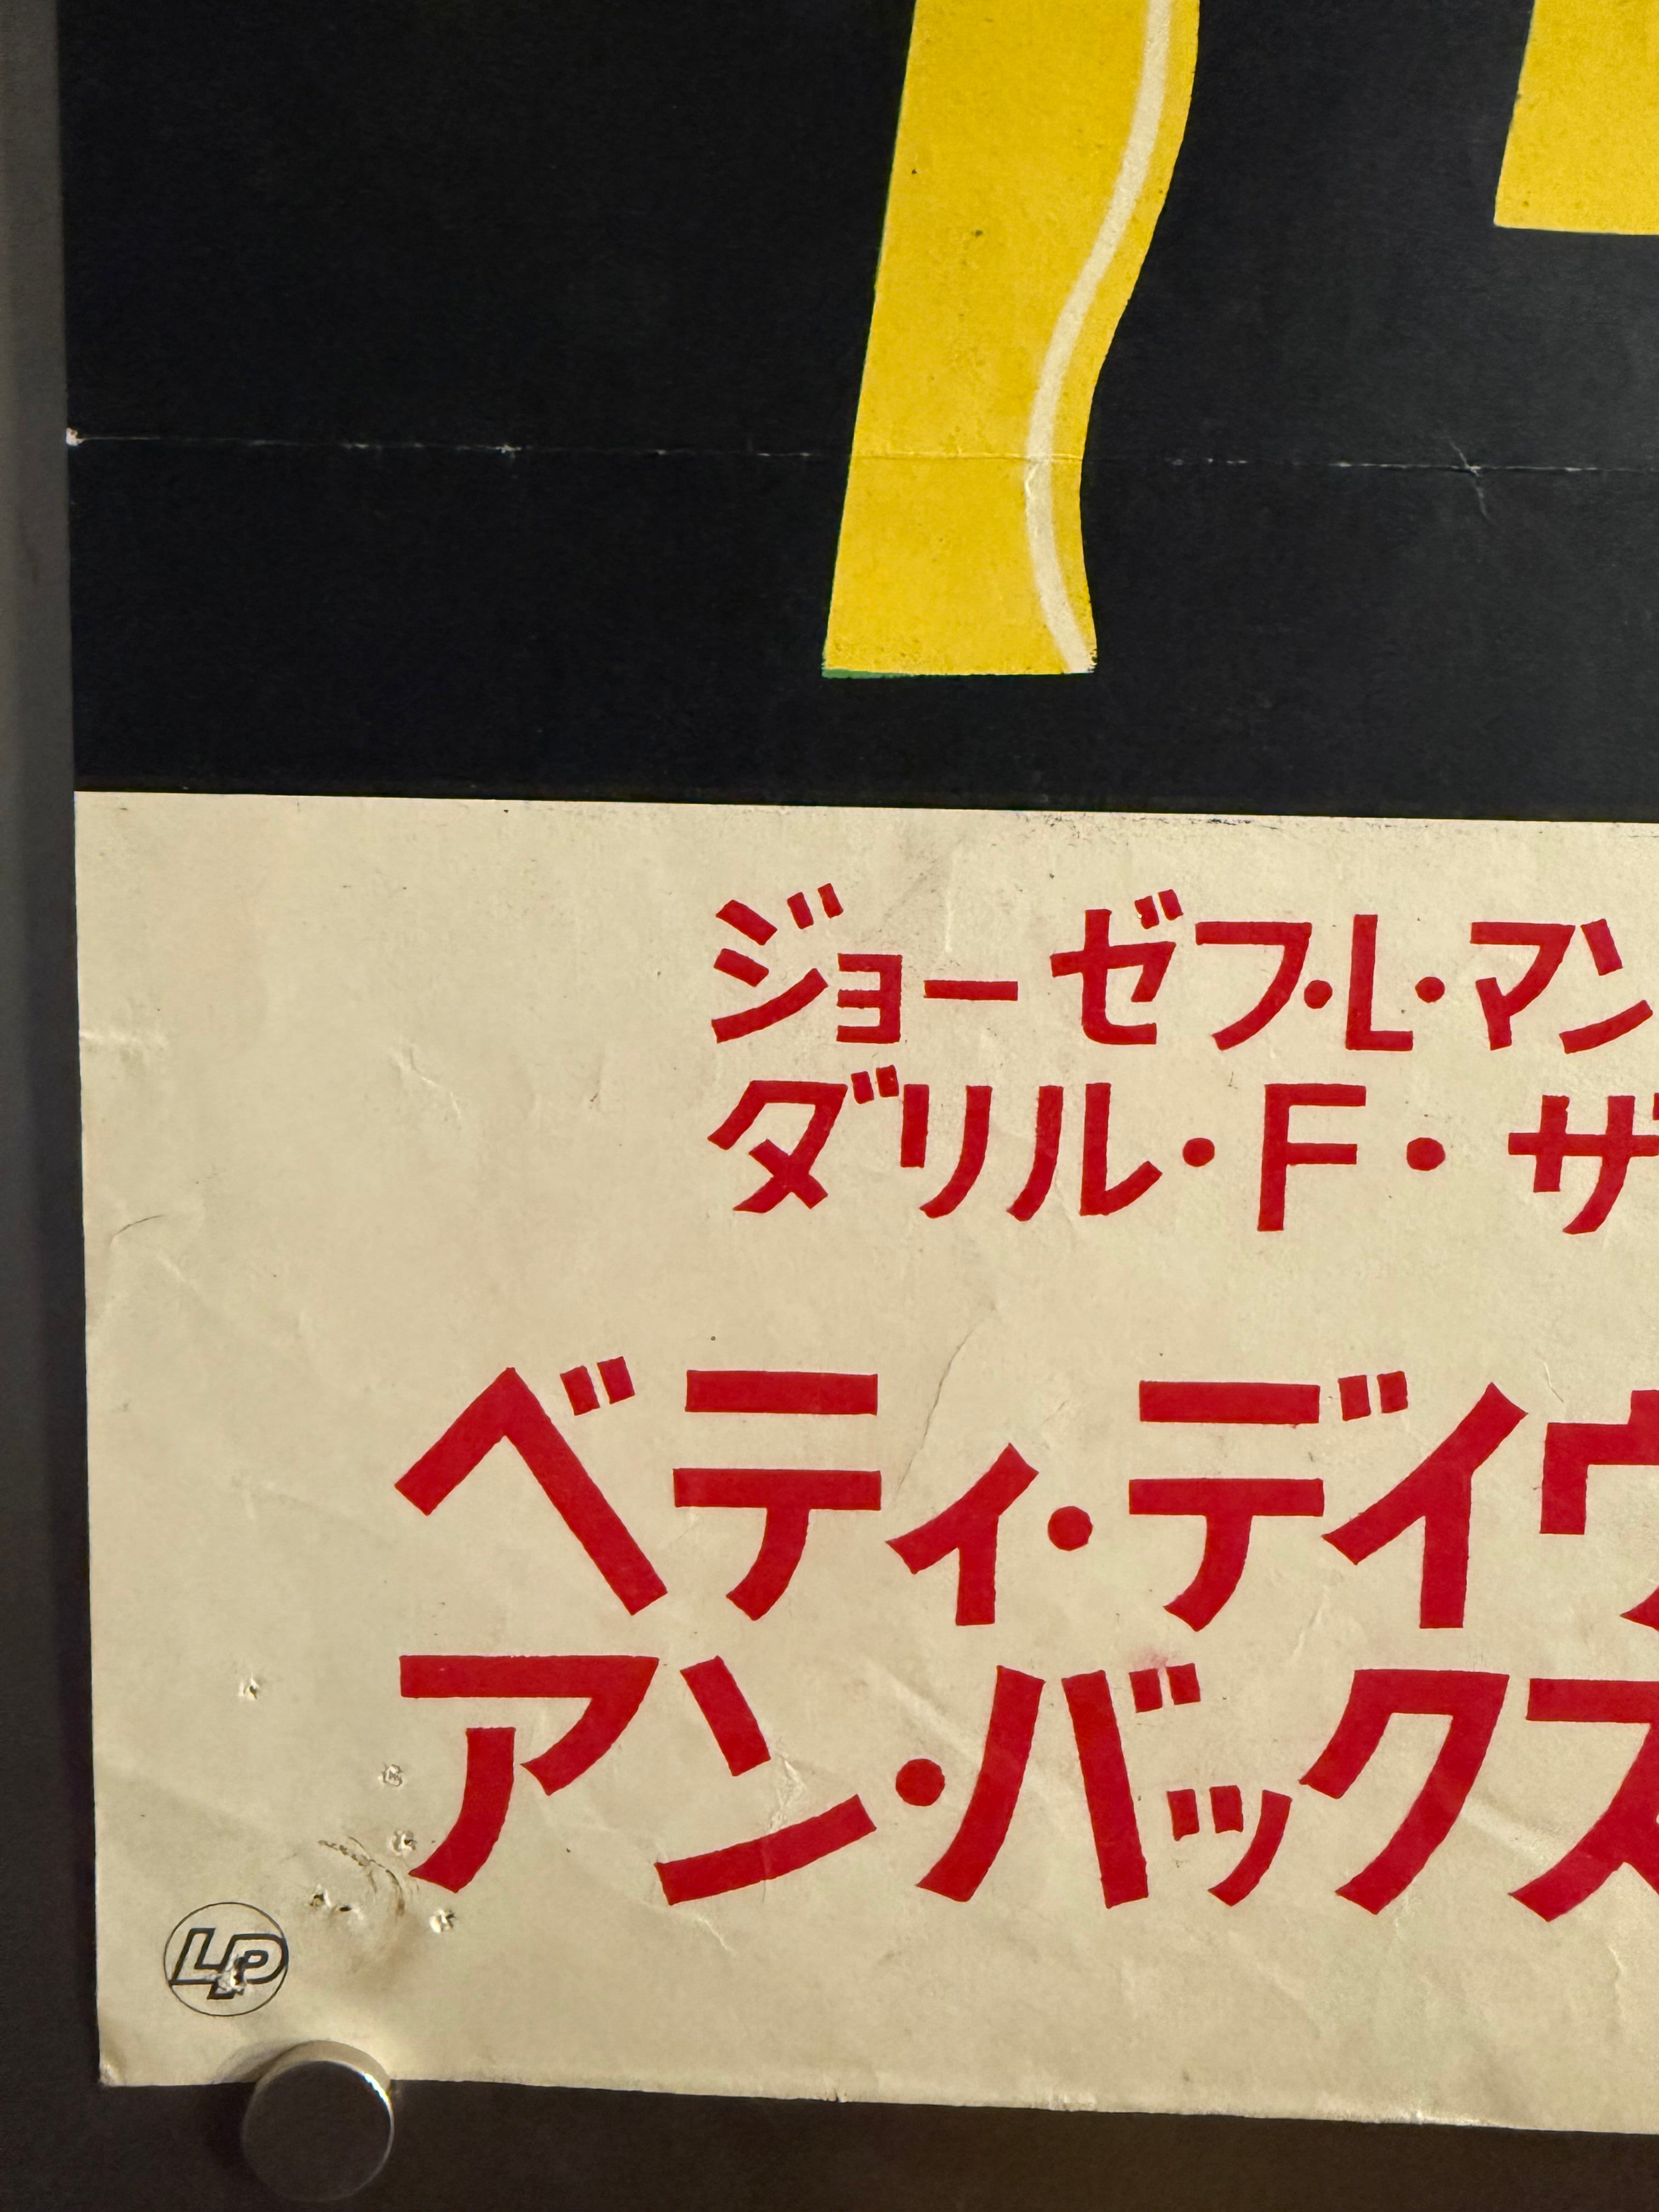 ジョーゼフ・L・マン
ダリル・F・ザ
ベティ・デイヴ
アン・バックス
LP